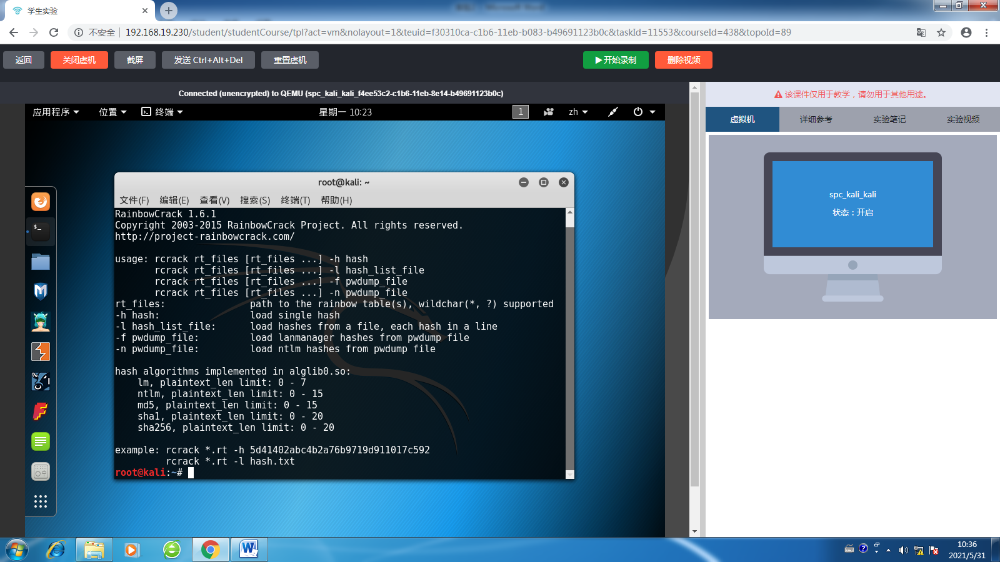 学生实验
不安全
192.168.19.230/student/studentCourse/tpl?act=vm&nolayout=1&teuid=f30310ca-c1b6-11eb-b083-b49691123b0c&taskId=11553&courseId=438&topoId=89
返回 关闭虚机 截屏 发送 Ctrl+Alt+Del 重置虚机 开始录制 删除视频
Connected (unencrypted) to QEMU (spc_kali_kali_f4ee53c2-c1b6-11eb-8e14-b49691123b0c)
应用程序 位置 终端 星期一 10:23 1 zh
root@kali: ~
文件(F) 编辑(E) 查看(V) 搜索(S) 终端(T) 帮助(H)
RainbowCrack 1.6.1
Copyright 2003-2015 RainbowCrack Project. All rights reserved.
http://project-rainbowcrack.com/
usage: rcrack rt_files [rt_files ...] -h hash
rcrack rt_files [rt_files ...] -l hash_list_file
rcrack rt_files [rt_files ...] -f pwdump_file
rcrack rt_files [rt_files ...] -n pwdump_file
rt_files: path to the rainbow table(s), wildchar(*, ?) supported
-h hash: load single hash
-l hash_list_file: load hashes from a file, each hash in a line
-f pwdump_file: load lanmanager hashes from pwdump file
-n pwdump_file: load ntlm hashes from pwdump file
hash algorithms implemented in alglib0.so:
lm, plaintext_len limit: 0 - 7
ntlm, plaintext_len limit: 0 - 15
md5, plaintext_len limit: 0 - 15
sha1, plaintext_len limit: 0 - 20
sha256, plaintext_len limit: 0 - 20
example: rcrack *.rt -h 5d41402abc4b2a76b9719d911017c592
rcrack *.rt -l hash.txt
root@kali:~#
该课件仅用于教学，请勿用于其他用途。
虚拟机 详细参考 实验笔记 实验视频
spc_kali_kali
状态：开启
10:36
2021/5/31